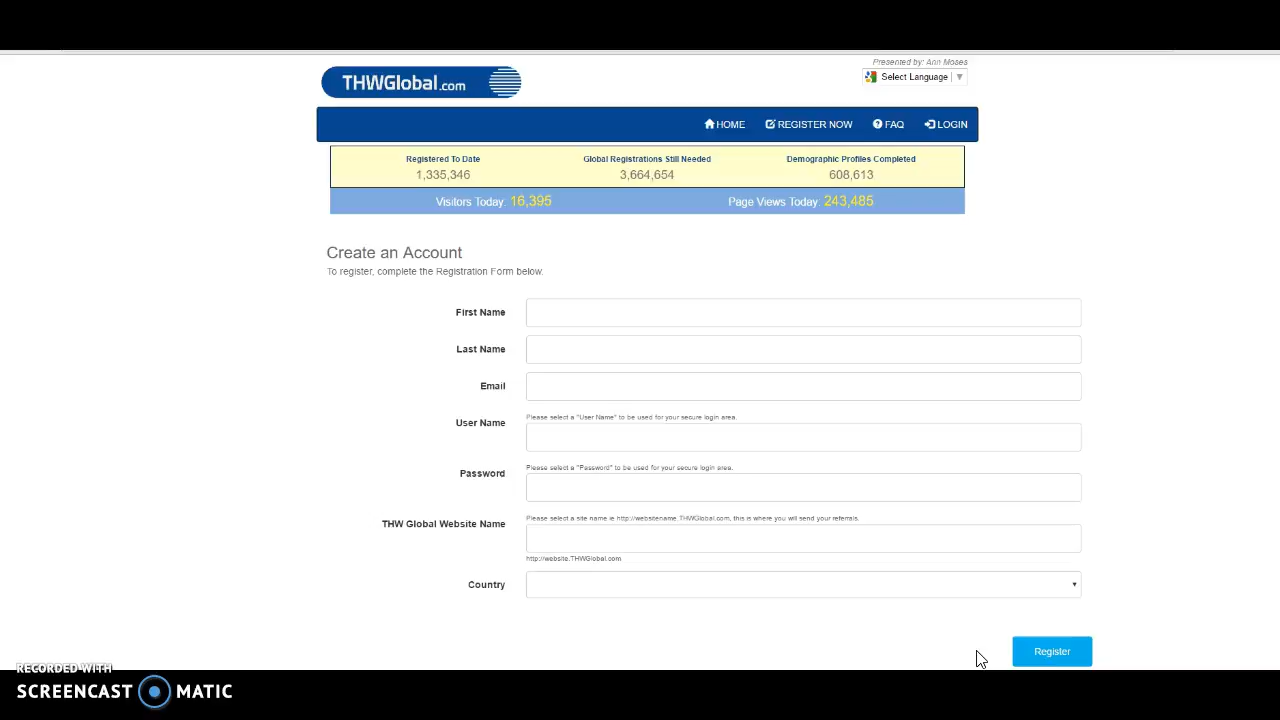 Presented by: Ann Moses
THWGlobal.com
Select Language
HOME REGISTER NOW FAQ LOGIN
Registered To Date Global Registrations Still Needed Demographic Profiles Completed
1,335,346 3,664,654 608,613
Visitors Today: 16,395 Page Views Today: 243,485
Create an Account
To register, complete the Registration Form below.
First Name
Last Name
Email
Please select a "User Name" to be used for your secure login area.
User Name
Please select a "Password" to be used for your secure login area.
Password
Please select a site name ie http://websitename.THWGlobal.com, this is where you will send your referrals.
THW Global Website Name
http://website.THWGlobal.com
Country
Register
RECORDED WITH
SCREENCAST MATIC